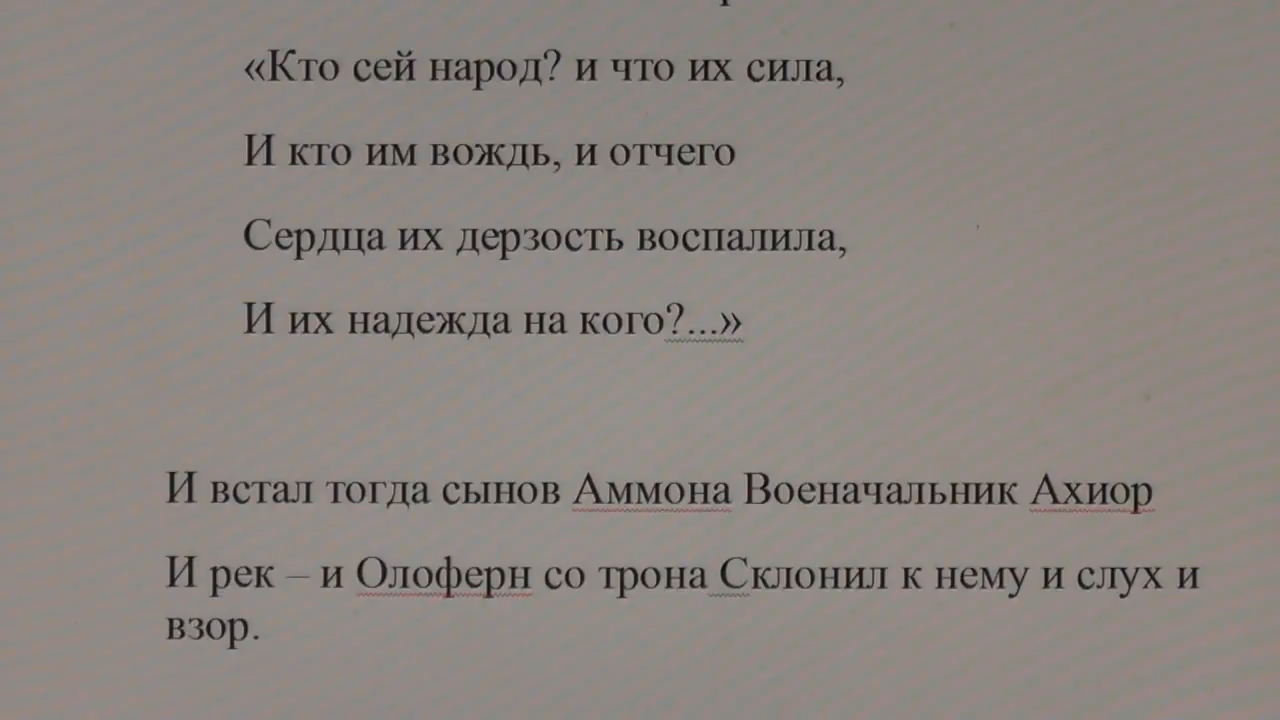 «Кто сей народ? и что их сила,
И кто им вождь, и отчего
Сердца их дерзость воспалила,
И их надежда на кого?...»
И встал тогда сынов Аммона Военачальник Ахиор
И рек – и Олоферн со трона Склонил к нему и слух и
взор.